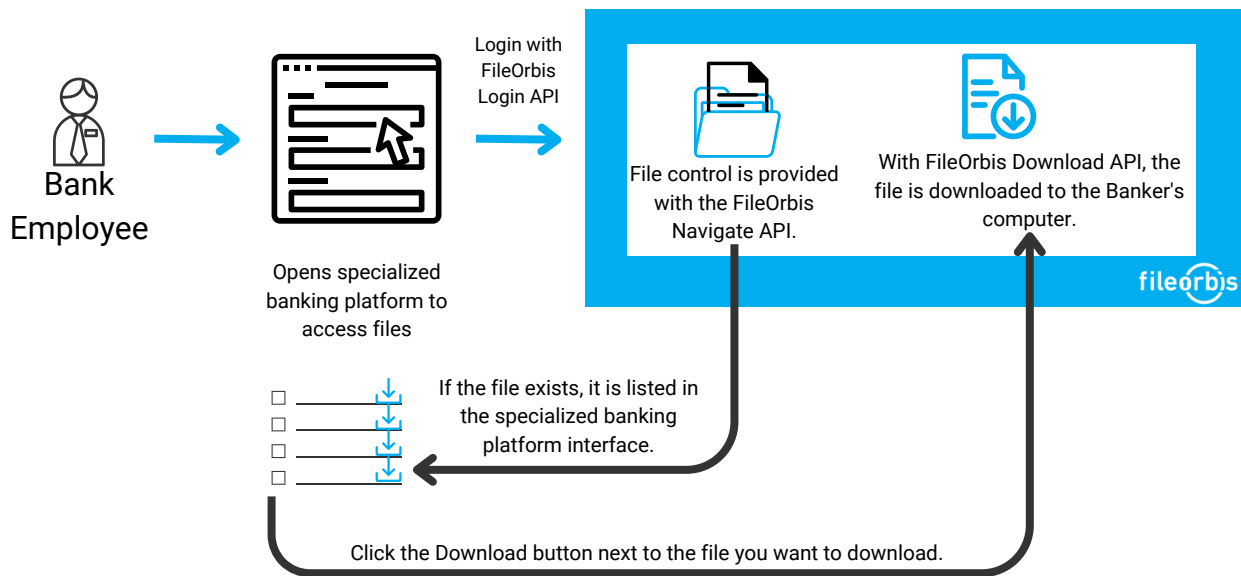 Bank
Employee
Opens specialized
banking platform to
access files
Login with
FileOrbis
Login API
File control is provided
with the FileOrbis
Navigate API.
With FileOrbis Download API, the
file is downloaded to the Banker's
computer.
fileorbis
If the file exists, it is listed in
the specialized banking
platform interface.
Click the Download button next to the file you want to download.